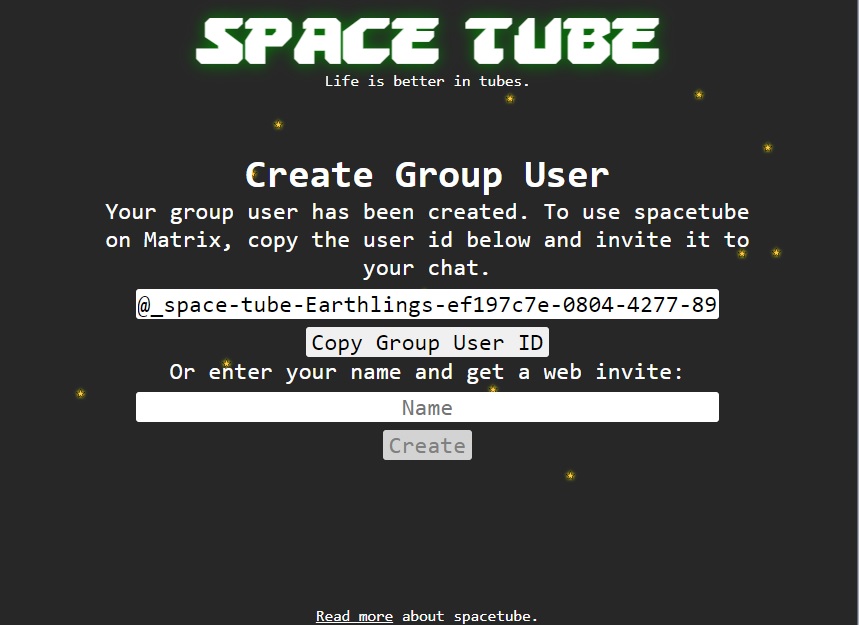 SPACE TUBE
Life is better in tubes.
Create Group User
Your group user has been created. To use spacetube
on Matrix, copy the user id below and invite it to
your chat.
@_space-tube-Earthlings-ef197c7e-0804-4277-89
Copy Group User ID
Or enter your name and get a web invite:
Name
Create
Read more about spacetube.